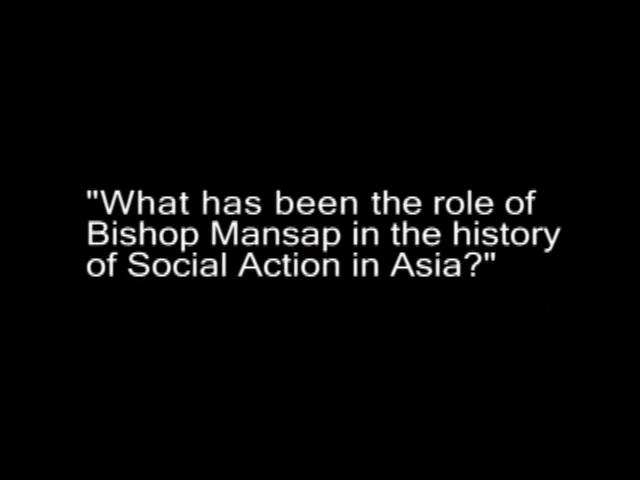 "What has been the role of
Bishop Mansap in the history
of Social Action in Asia?"